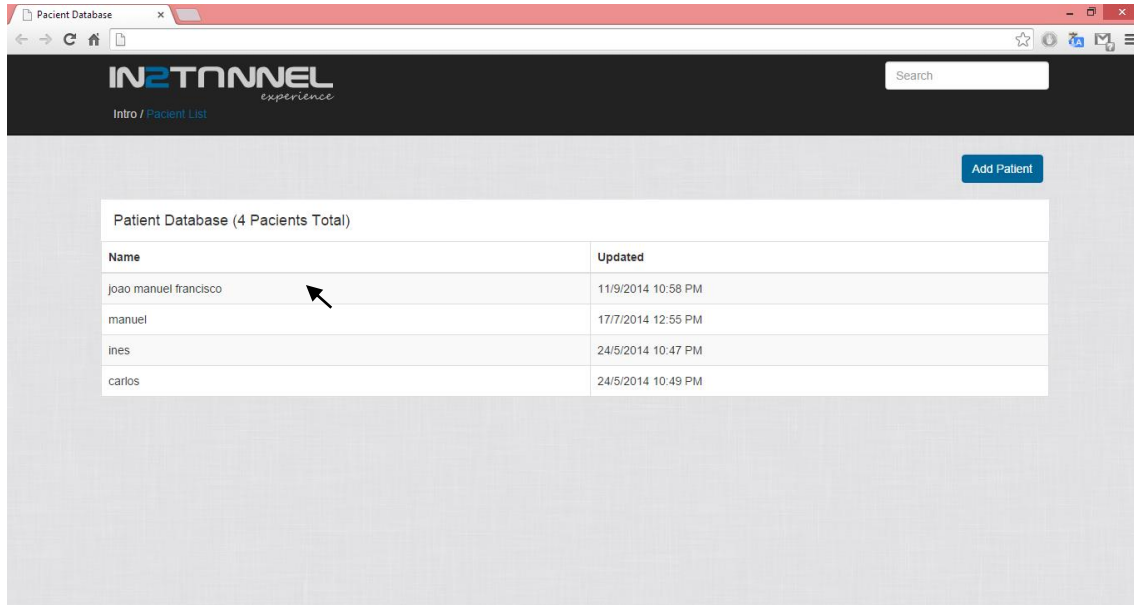 Pacient Database
IN2TUNNEL
experience
Search
Intro / Pacient List
Add Patient
Patient Database (4 Pacients Total)
Name Updated
joao manuel francisco 11/9/2014 10:58 PM
manuel 17/7/2014 12:55 PM
ines 24/5/2014 10:47 PM
carlos 24/5/2014 10:49 PM